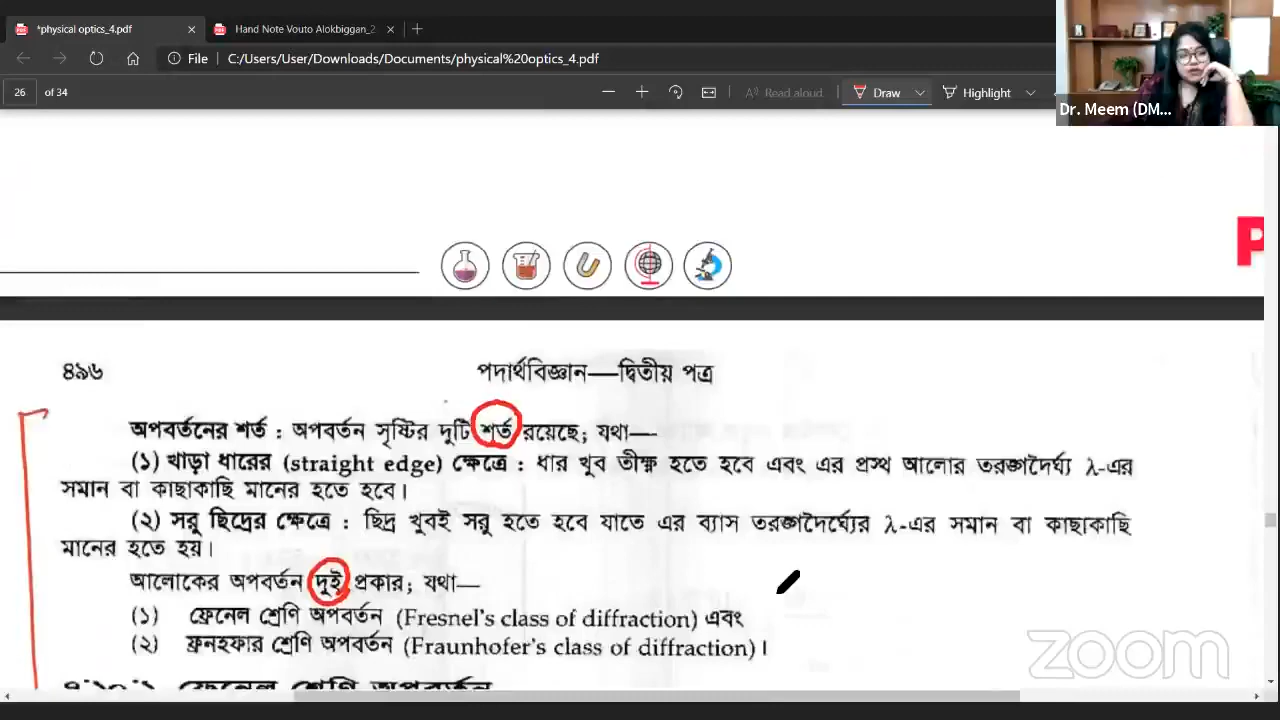 *physical optics_4.pdf
Hand Note Vouto Alokbiggan_2
File C:/Users/User/Downloads/Documents/physical%20optics_4.pdf
26 of 34
Read aloud
Draw
Highlight
Dr. Meem (DM...
P
৪৯৬
পদার্থবিজ্ঞান—দ্বিতীয় পত্র
অপবর্তনের শর্ত : অপবর্তন সৃষ্টির দুটি শর্ত রয়েছে; যথা—
(১) খাড়া ধারের (straight edge) ক্ষেত্রে : ধার খুব তীক্ষ্ণ হতে হবে এবং এর প্রস্থ আলোর তরঙ্গদৈর্ঘ্য λ-এর
সমান বা কাছাকাছি মানের হতে হবে।
(২) সরু ছিদ্রের ক্ষেত্রে : ছিদ্র খুবই সরু হতে হবে যাতে এর ব্যাস তরঙ্গদৈর্ঘ্যের λ-এর সমান বা কাছাকাছি
মানের হতে হয়।
আলোকের অপবর্তন দুই প্রকার; যথা—
(১) ফ্রেনেল শ্রেণি অপবর্তন (Fresnel's class of diffraction) এবং
(২) ফ্রনহফার শ্রেণি অপবর্তন (Fraunhofer's class of diffraction)।
ফ্রেনেল শ্রেণি অপবর্তন
zoom